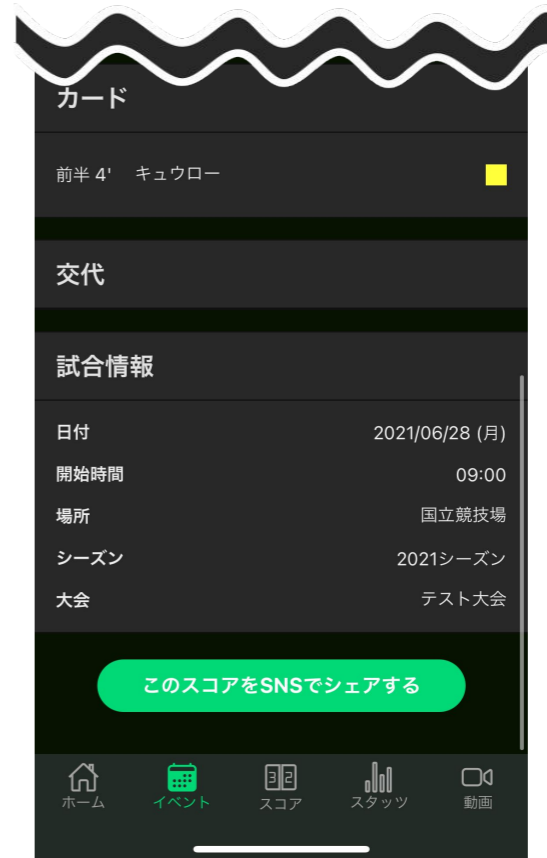 カード
前半 4' キュウロー
交代
試合情報
日付 2021/06/28 (月)
開始時間 09:00
場所 国立競技場
シーズン 2021シーズン
大会 テスト大会
このスコアをSNSでシェアする
ホーム イベント スコア スタッツ 動画